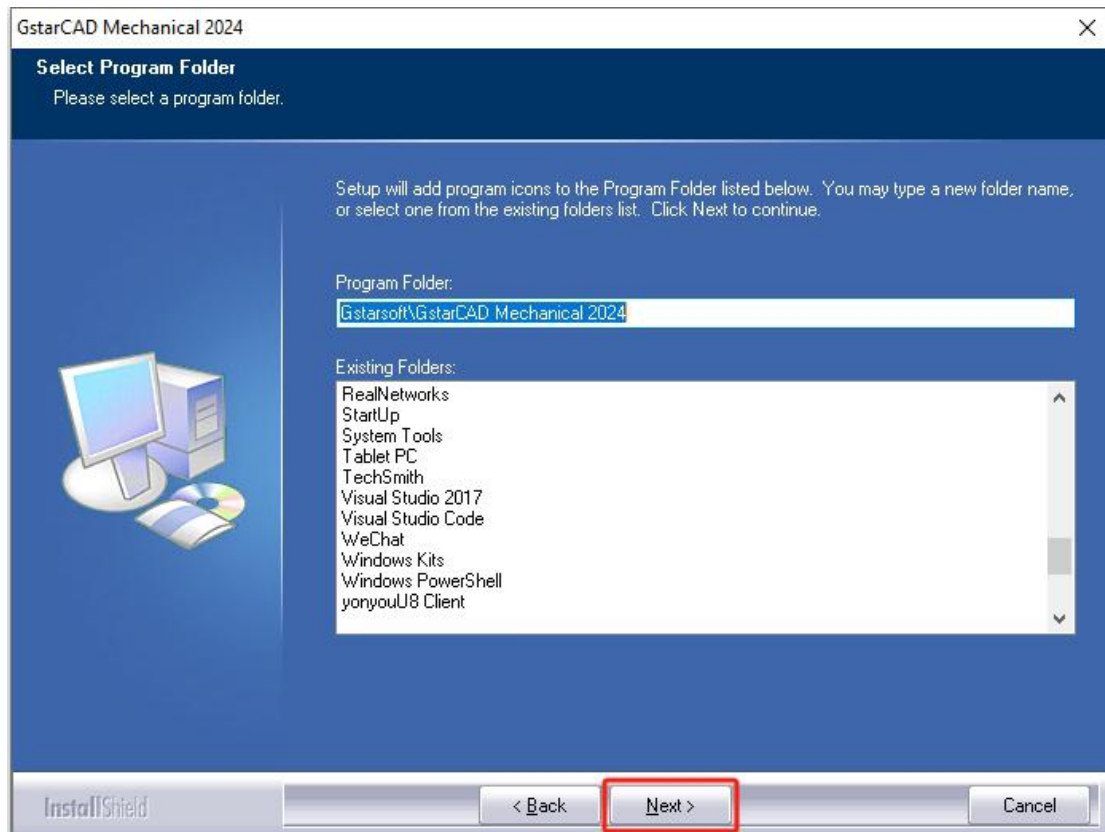 GstarCAD Mechanical 2024
Select Program Folder
Please select a program folder.
Setup will add program icons to the Program Folder listed below. You may type a new folder name,
or select one from the existing folders list. Click Next to continue.
Program Folder:
Gstarsoft\GstarCAD Mechanical 2024
Existing Folders:
RealNetworks
StartUp
System Tools
Tablet PC
TechSmith
Visual Studio 2017
Visual Studio Code
WeChat
Windows Kits
Windows PowerShell
yonyouU8 Client
InstallShield
< Back
Next >
Cancel